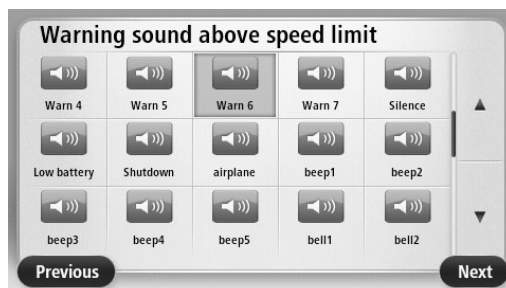 Warning sound above speed limit
Warn 4 Warn 5 Warn 6 Warn 7 Silence
Low battery Shutdown airplane beep1 beep2
beep3 beep4 beep5 bell1 bell2
Previous Next